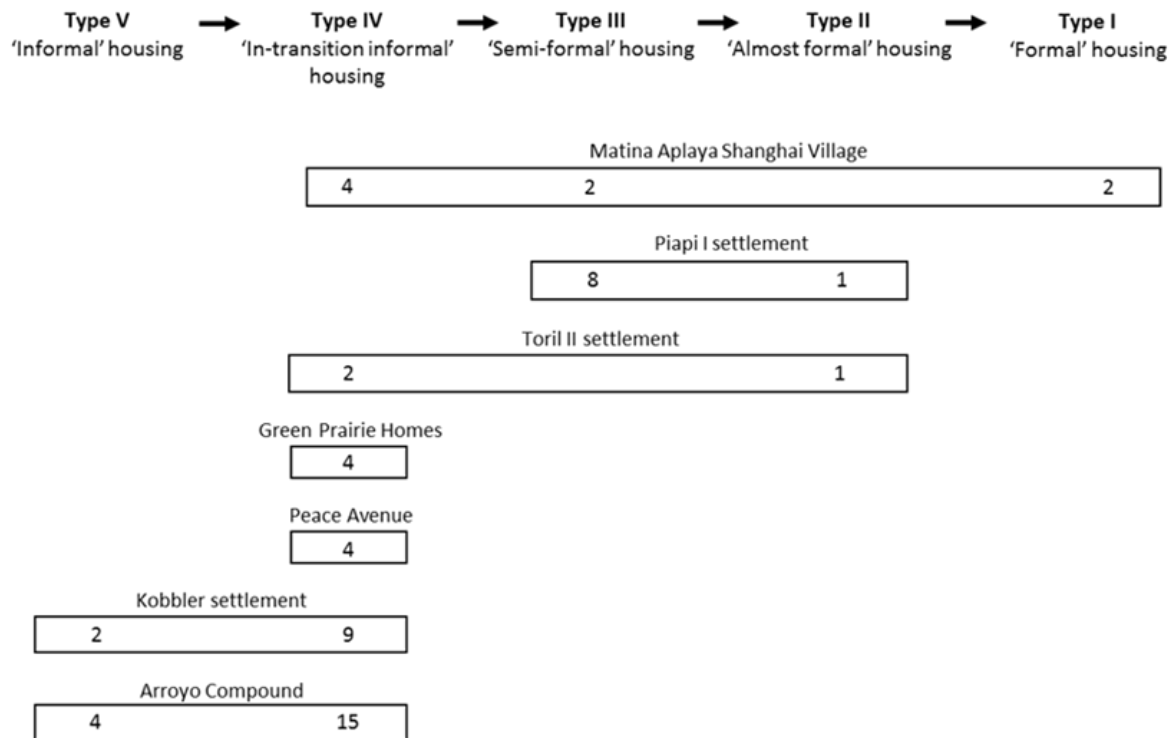 Type V Type IV Type III Type II Type I
‘Informal’ housing ‘In-transition informal’ ‘Semi-formal’ housing ‘Almost formal’ housing ‘Formal’ housing
housing
Matina Aplaya Shanghai Village
4 2 2
Piapi I settlement
8 1
Toril II settlement
2 1
Green Prairie Homes
4
Peace Avenue
4
Kobbler settlement
2 9
Arroyo Compound
4 15